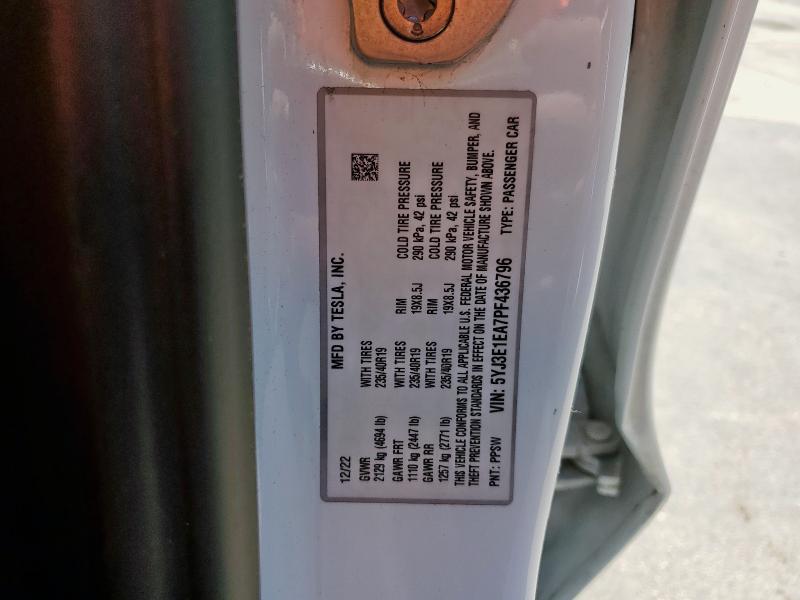 12/22 MFD BY TESLA, INC.
GVWR WITH TIRES
2129 kg (4694 lb) 235/40R19
GAWR FRT WITH TIRES RIM COLD TIRE PRESSURE
1110 kg (2447 lb) 235/40R19 19X8.5J 290 kPa, 42 psi
GAWR RR WITH TIRES RIM COLD TIRE PRESSURE
1257 kg (2771 lb) 235/40R19 19X8.5J 290 kPa, 42 psi
THIS VEHICLE CONFORMS TO ALL APPLICABLE U.S. FEDERAL MOTOR VEHICLE SAFETY, BUMPER, AND
THEFT PREVENTION STANDARDS IN EFFECT ON THE DATE OF MANUFACTURE SHOWN ABOVE.
PNT: PPSW VIN: 5YJ3E1EA7PF436796 TYPE: PASSENGER CAR